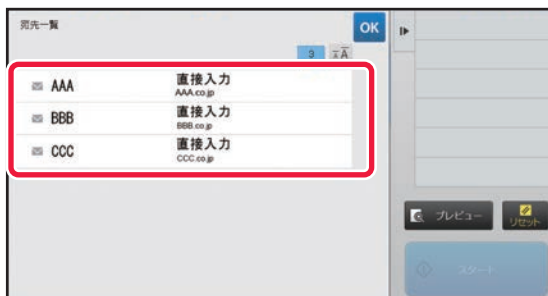 宛先一覧
OK
3
AAA 直接入力
AAA.co.jp
BBB 直接入力
BBB.co.jp
CCC 直接入力
CCC.co.jp
プレビュー
リセット
スタート